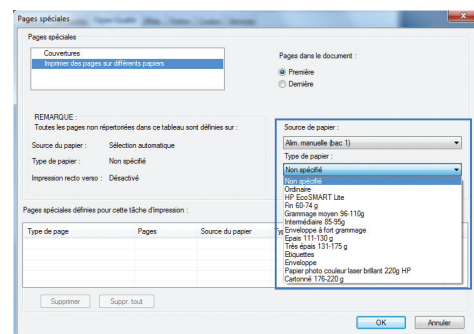 Pages spéciales
Pages spéciales
Couvertures
Imprimer des pages sur différents papiers
Pages dans le document :
Première
Dernière
REMARQUE :
Toutes les pages non répertoriées dans ce tableau sont définies sur :
Source du papier : Sélection automatique
Type de papier : Non spécifié
Impression recto verso : Désactivé
Source de papier :
Alim. manuelle (bac 1)
Type de papier :
Non spécifié
Non spécifié
Ordinaire
HP EcoSMART Lite
Fin 60-74 g
Grammage moyen 96-110g
Intermédiaire 85-95g
Enveloppe à fort grammage
Epais 111-130 g
Très épais 131-175 g
Etiquettes
Enveloppe
Papier photo couleur laser brillant 220g HP
Cartonné 176-220 g
Pages spéciales définies pour cette tâche d'impression :
Type de page Pages Source du papier
Supprimer Suppr. tout
OK Annuler